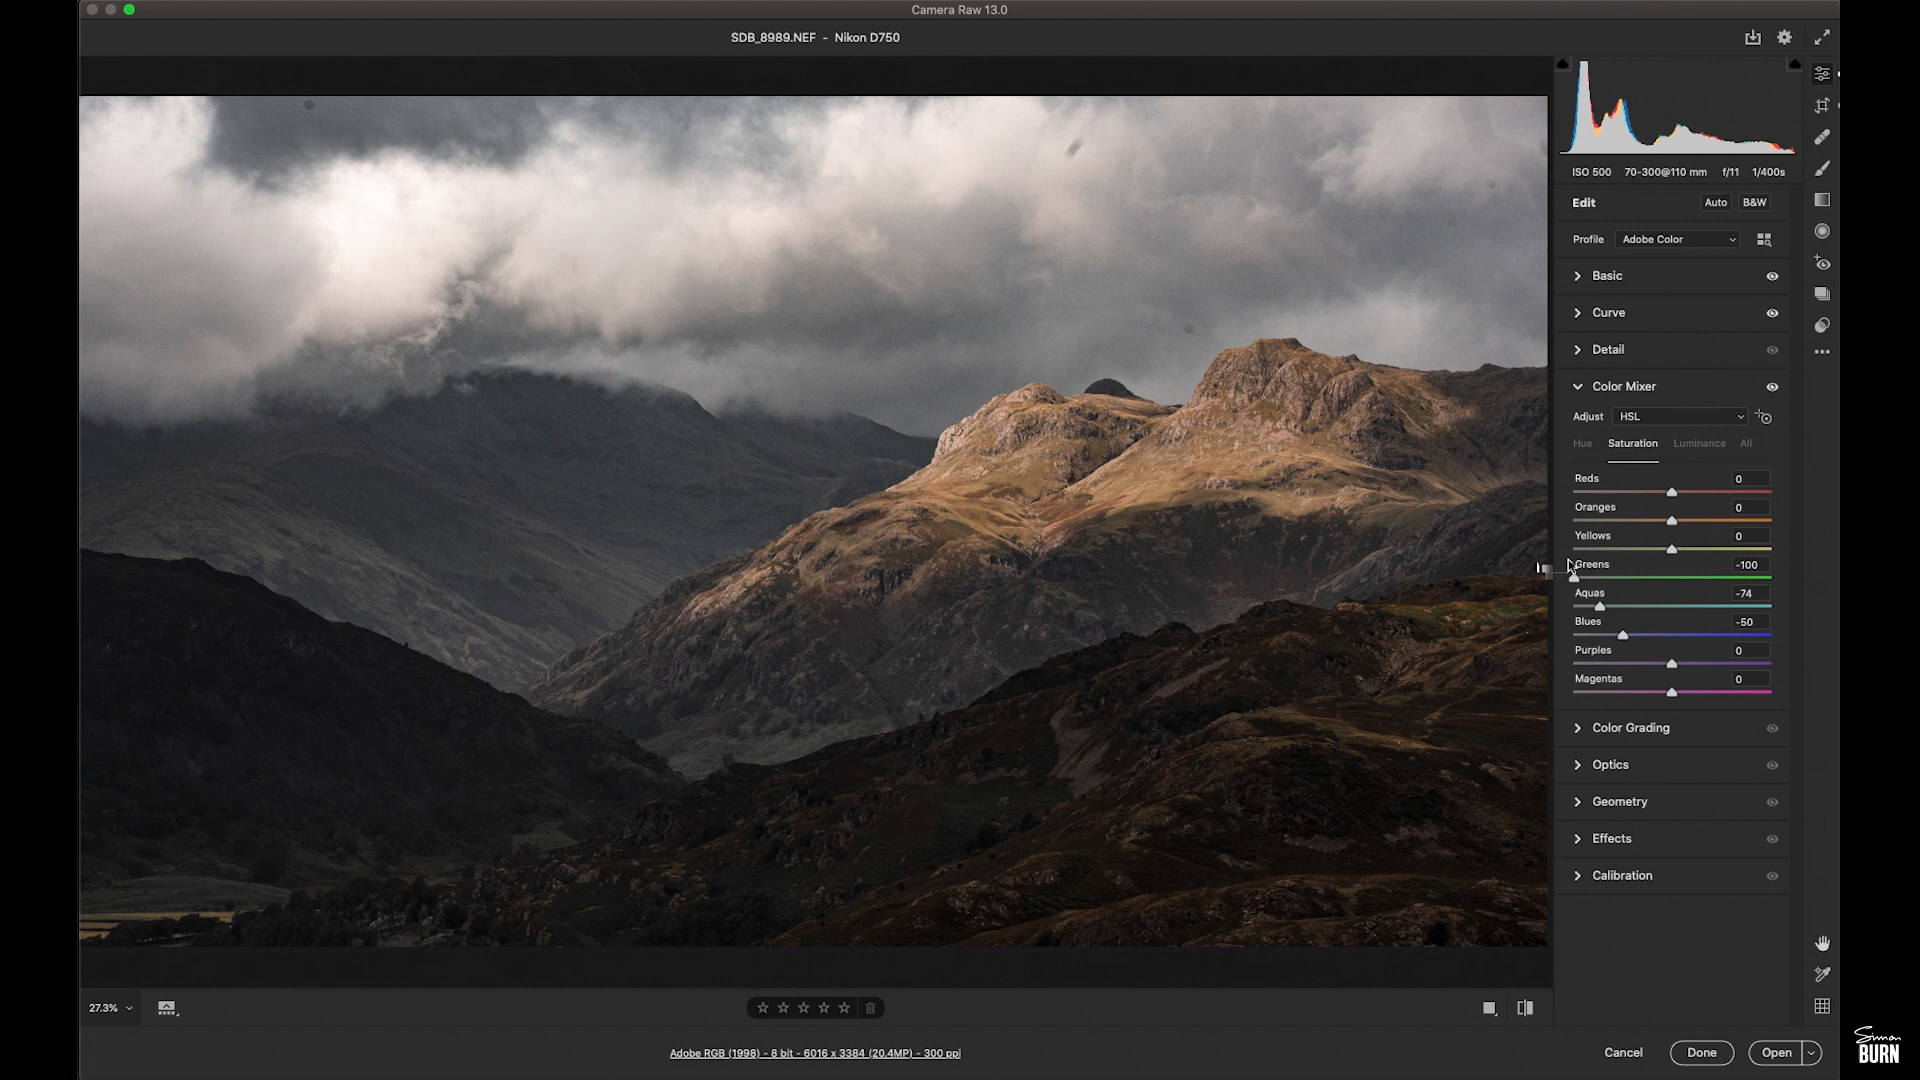 Camera Raw 13.0
SDB_8989.NEF - Nikon D750
ISO 500 70-300@110 mm f/11 1/400s
Edit Auto B&W
Profile Adobe Color
Basic
Curve
Detail
Color Mixer
Adjust HSL
Hue Saturation Luminance All
Reds 0
Oranges 0
Yellows 0
Greens -100
Aquas -74
Blues -50
Purples 0
Magentas 0
Color Grading
Optics
Geometry
Effects
Calibration
27.3%
Adobe RGB (1998) - 8 bit - 6016 x 3384 (20.4MP) - 300 ppi
Cancel Done Open
Simon
BURN